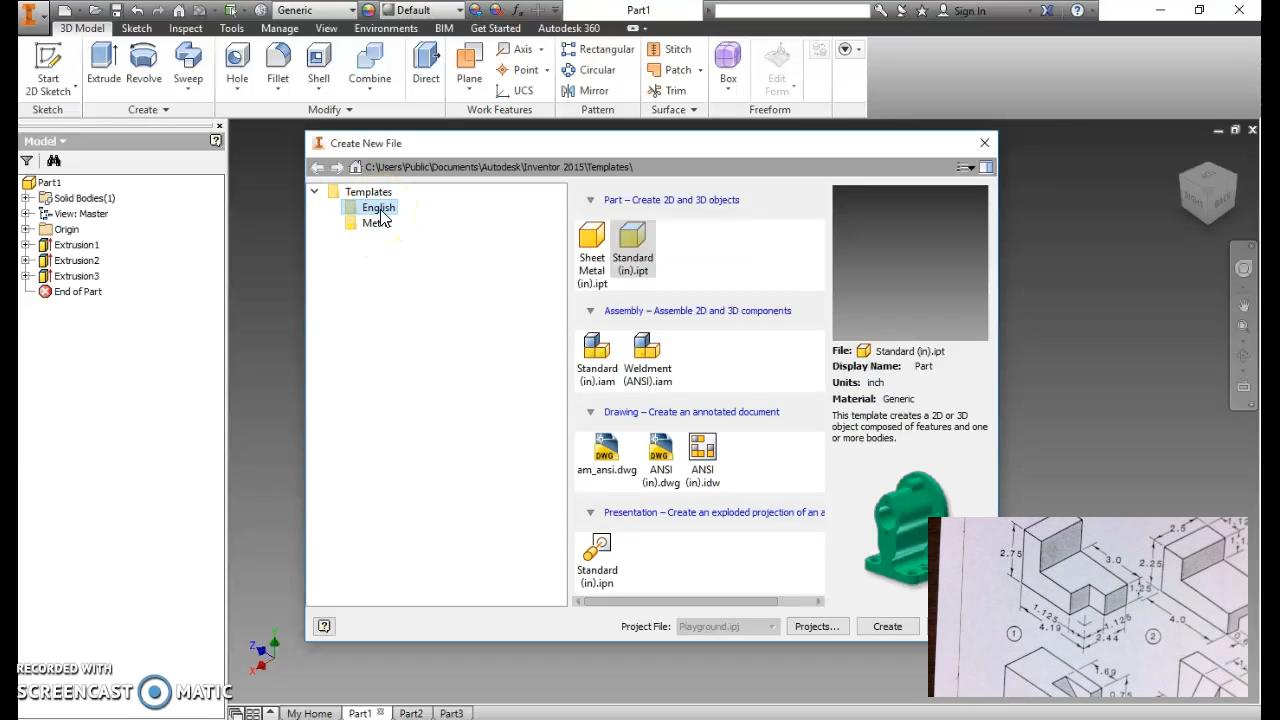 Generic
Default
Part1
Sign In
3D Model Sketch Inspect Tools Manage View Environments BIM Get Started Autodesk 360
Start
2D Sketch
Extrude
Revolve
Sweep
Hole
Fillet
Shell
Combine
Direct
Plane
Axis
Point
UCS
Rectangular
Circular
Mirror
Stitch
Patch
Trim
Box
Edit
Form
Sketch
Create
Modify
Work Features
Pattern
Surface
Freeform
Model
Part1
Solid Bodies(1)
View: Master
Origin
Extrusion1
Extrusion2
Extrusion3
End of Part
Create New File
C:\Users\Public\Documents\Autodesk\Inventor 2015\Templates\
Templates
English
Part – Create 2D and 3D objects
Sheet
Metal
(in).ipt
Standard
(in).ipt
Assembly – Assemble 2D and 3D components
Standard
(in).iam
Weldment
(ANSI).iam
Drawing – Create an annotated document
am_ansi.dwg
ANSI
(in).dwg
ANSI
(in).idw
Presentation – Create an exploded projection of an a
Standard
(in).ipn
File: Standard (in).ipt
Display Name: Part
Units: inch
Material: Generic
This template creates a 2D or 3D
object composed of features and one
or more bodies.
Project File: Playground.ipj
Projects...
Create
RIGHT
BACK
2.75
3.0
1.25
1.125
4.19
1.125
2.44
1
2.5
2.25
4.0
2
1.69
0.75
Z
Y
X
RECORDED WITH
SCREENCAST MATIC
My Home
Part1
Part2
Part3